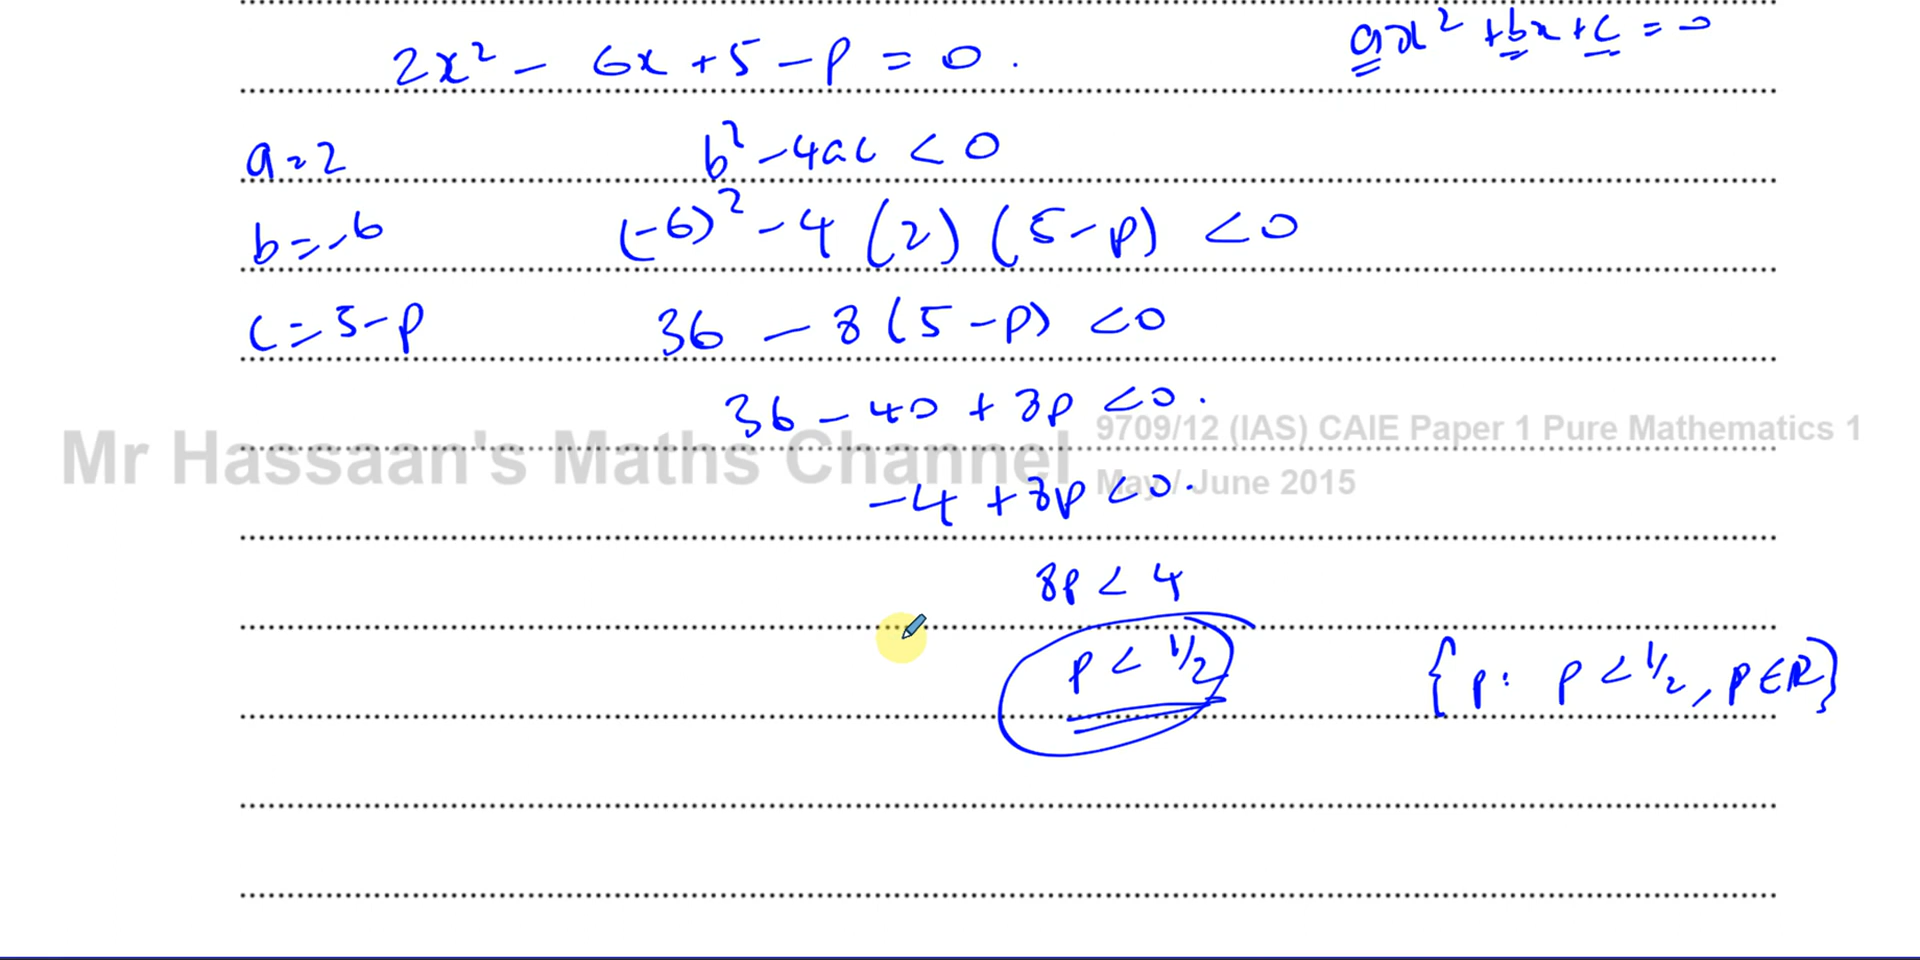 2x² - 6x + 5 - p = 0.
ax² + bx + c = 0
a = 2
b² - 4ac < 0
b = -6
(-6)² - 4(2)(5-p) < 0
c = 5-p
36 - 8(5-p) < 0
36 - 40 + 8p < 0.
Mr Hassaan's Maths Channel
9709/12 (IAS) CAIE Paper 1 Pure Mathematics 1
May / June 2015
-4 + 8p < 0.
8p < 4
p < 1/2
{p: p < 1/2, p ∈ R}